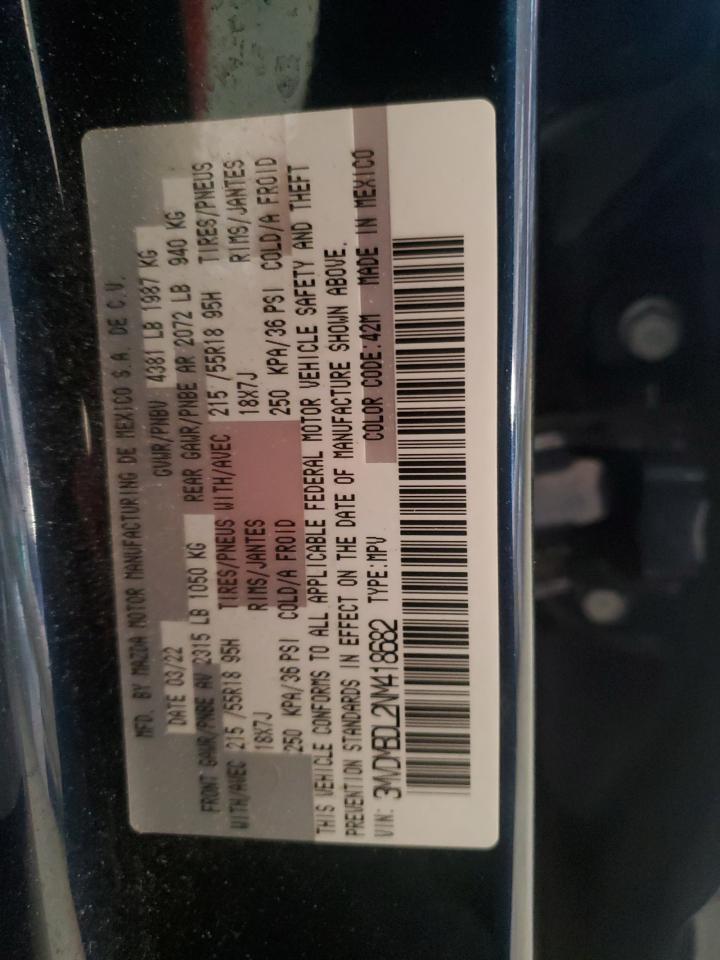 MFD. BY MAZDA MOTOR MANUFACTURING DE MEXICO S.A. DE C.V.
DATE 03/22 GVWR/PNBV 4381 LB 1987 KG
FRONT GAWR/PNBE AV 2315 LB 1050 KG REAR GAWR/PNBE AR 2072 LB 940 KG
WITH/AVEC 215 /55R18 95H TIRES/PNEUS WITH/AVEC 215 /55R18 95H TIRES/PNEUS
18X7J RIMS/JANTES 18X7J RIMS/JANTES
250 KPA/36 PSI COLD/A FROID 250 KPA/36 PSI COLD/A FROID
THIS VEHICLE CONFORMS TO ALL APPLICABLE FEDERAL MOTOR VEHICLE SAFETY AND THEFT
PREVENTION STANDARDS IN EFFECT ON THE DATE OF MANUFACTURE SHOWN ABOVE.
VIN: 3MVDMBDL2NM418682 TYPE:MPV COLOR CODE:42M MADE IN MEXICO